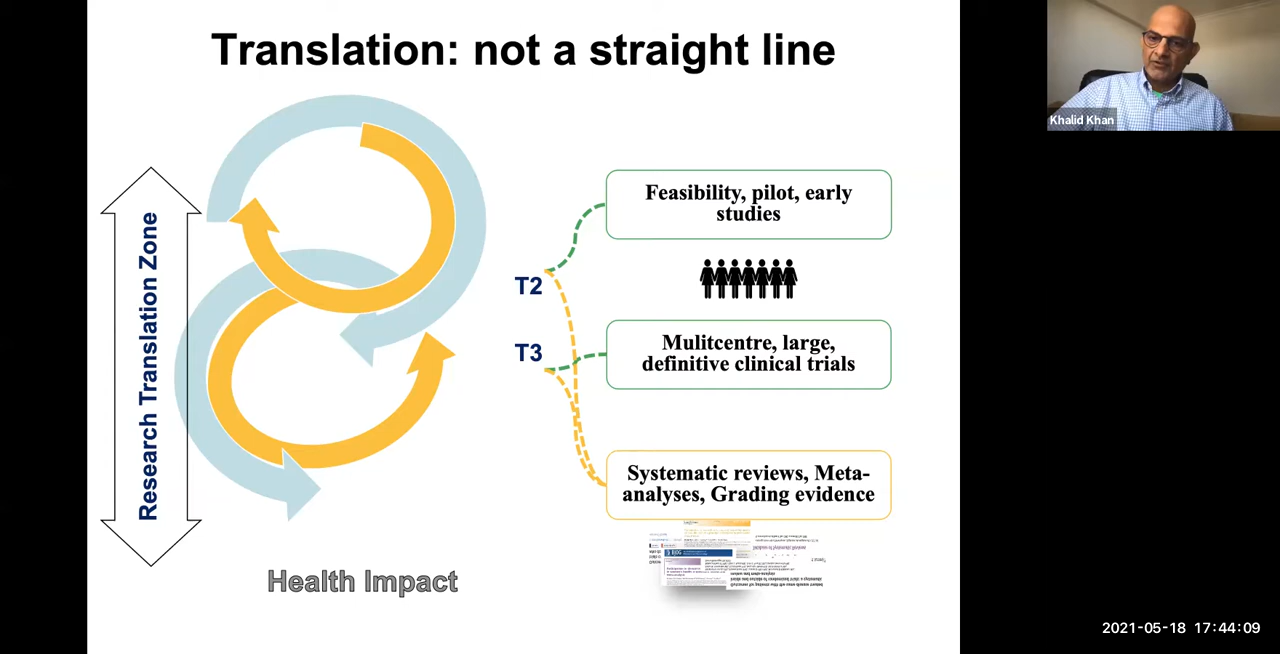 Translation: not a straight line
Khalid Khan
Research Translation Zone
Feasibility, pilot, early
studies
T2
T3
Mulitcentre, large,
definitive clinical trials
Systematic reviews, Meta-
analyses, Grading evidence
BJOG
Health Impact
2021-05-18 17:44:09